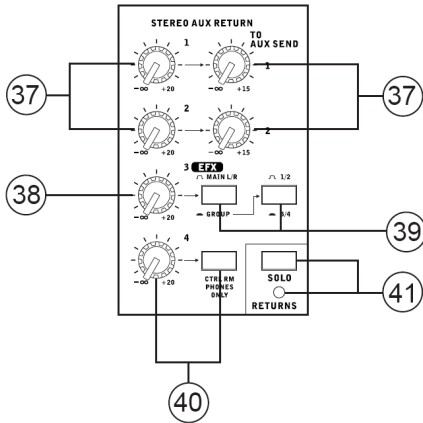 STEREO AUX RETURN
TO
AUX SEND
1
1
-∞ +20
-∞ +15
37
37
2
2
-∞ +20
-∞ +15
3 EFX
MAIN L/R
1/2
38
-∞ +20
GROUP
3/4
39
4
-∞ +20
CTRL RM
PHONES
ONLY
SOLO
RETURNS
41
40